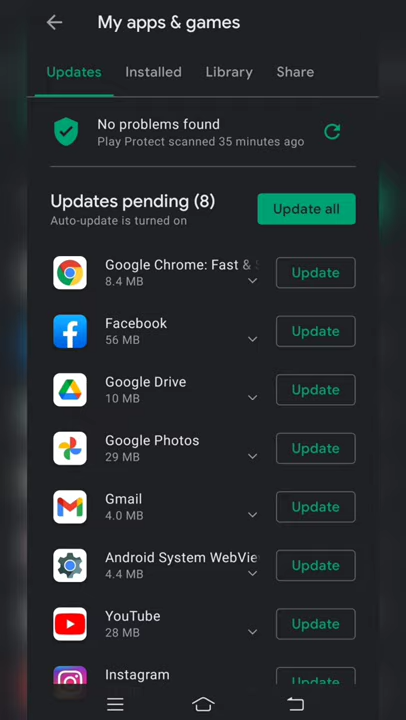 My apps & games
Updates Installed Library Share
No problems found
Play Protect scanned 35 minutes ago
Updates pending (8)
Auto-update is turned on
Update all
Google Chrome: Fast &
8.4 MB
Update
Facebook
56 MB
Update
Google Drive
10 MB
Update
Google Photos
29 MB
Update
Gmail
4.0 MB
Update
Android System WebVie
4.4 MB
Update
YouTube
28 MB
Update
Instagram
Update